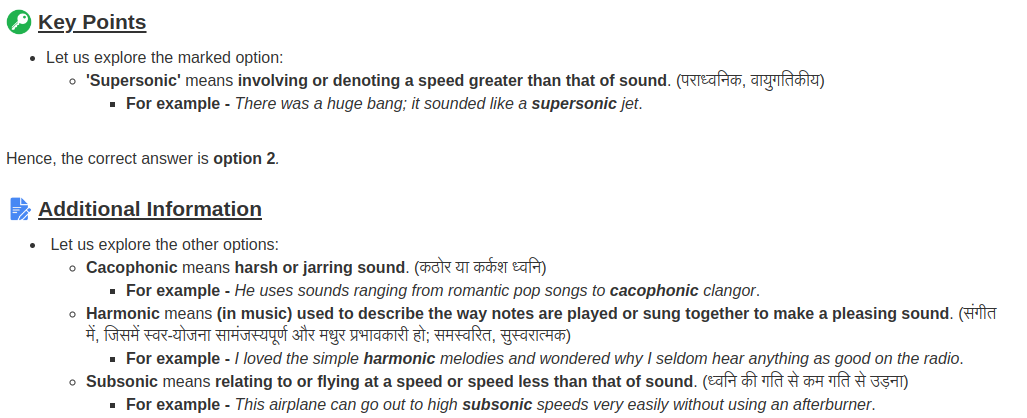 Key Points
• Let us explore the marked option:
◦ 'Supersonic' means involving or denoting a speed greater than that of sound. (पराध्वनिक, वायुगतिकीय)
▪ For example - There was a huge bang; it sounded like a supersonic jet.
Hence, the correct answer is option 2.
Additional Information
• Let us explore the other options:
◦ Cacophonic means harsh or jarring sound. (कठोर या कर्कश ध्वनि)
▪ For example - He uses sounds ranging from romantic pop songs to cacophonic clangor.
◦ Harmonic means (in music) used to describe the way notes are played or sung together to make a pleasing sound. (संगीत
में, जिसमें स्वर-योजना सामंजस्यपूर्ण और मधुर प्रभावकारी हो; समस्वरित, सुस्वरात्मक)
▪ For example - I loved the simple harmonic melodies and wondered why I seldom hear anything as good on the radio.
◦ Subsonic means relating to or flying at a speed or speed less than that of sound. (ध्वनि की गति से कम गति से उड़ना)
▪ For example - This airplane can go out to high subsonic speeds very easily without using an afterburner.